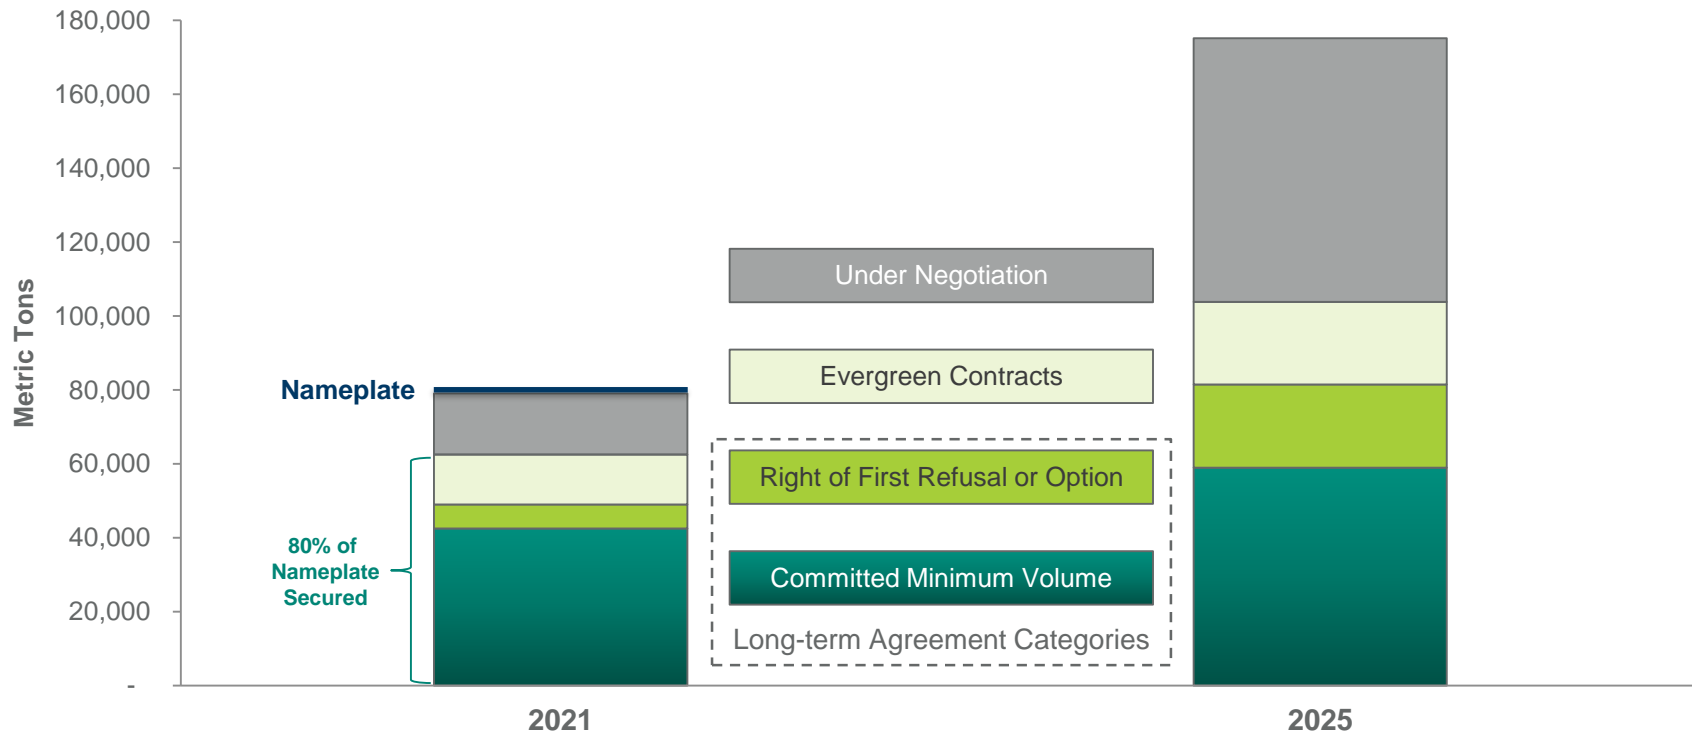 180,000
160,000
140,000
120,000
100,000
80,000
60,000
40,000
20,000
-
Metric Tons
Nameplate
80% of
Nameplate
Secured
Under Negotiation
Evergreen Contracts
Right of First Refusal or Option
Committed Minimum Volume
Long-term Agreement Categories
2021
2025